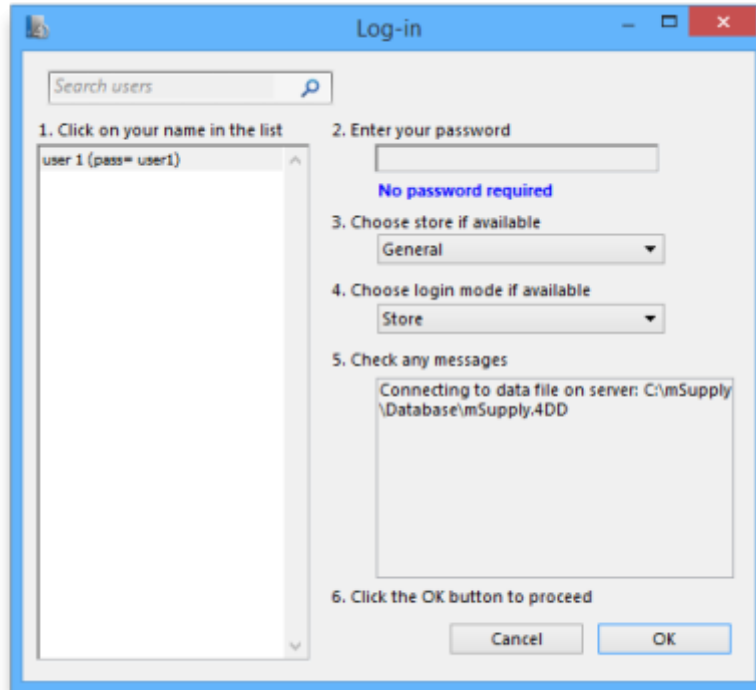 Log-in
Search users
1. Click on your name in the list
user 1 (pass= user1)
2. Enter your password
No password required
3. Choose store if available
General
4. Choose login mode if available
Store
5. Check any messages
Connecting to data file on server: C:\mSupply
\Database\mSupply.4DD
6. Click the OK button to proceed
Cancel
OK